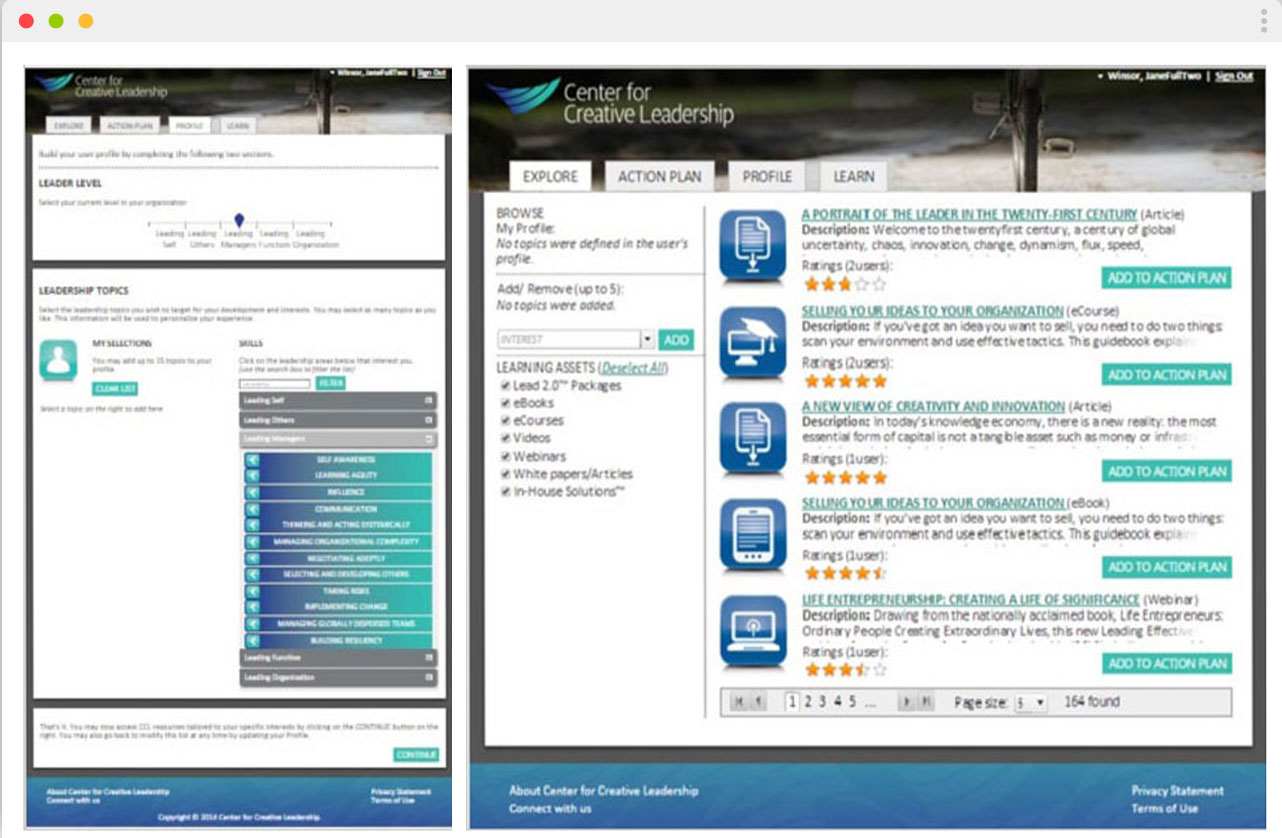 Center for
Creative Leadership
Winsor, JaneFullTwo | Sign Out
EXPLORE
ACTION PLAN
PROFILE
LEARN
Build your user profile by completing the following two sections.
LEADER LEVEL
Select your current level in your organization
Leading Leading Leading Leading Leading
Self Others Managers Function Organization
LEADERSHIP TOPICS
Select the leadership topics you wish to target for your development and interests. You may select as many topics as you
like. This information will be used to personalize your experience.
MY SELECTIONS
You may add up to 15 topics to your
profile.
CLEAR LIST
Select a topic on the right to add here
SKILLS
Click on the leadership areas below that interest you.
(use the search box to filter the list)
FILTER
Leading Self
Leading Others
Leading Managers
SELF AWARENESS
LEARNING AGILITY
INFLUENCE
COMMUNICATION
THINKING AND ACTING SYSTEMICALLY
MANAGING ORGANIZATIONAL COMPLEXITY
NEGOTIATING ADEPTLY
SELECTING AND DEVELOPING OTHERS
TAKING RISKS
IMPLEMENTING CHANGE
MANAGING GLOBALLY DISPERSED TEAMS
BUILDING RESILIENCY
Leading Function
Leading Organization
That's it. You may now access CCL resources tailored to your specific interests by clicking on the CONTINUE button on the
right. You may also go back to modify this list at any time by updating your Profile.
CONTINUE
About Center for Creative Leadership
Connect with us
Privacy Statement
Terms of Use
Copyright © 2014 Center for Creative Leadership.
Center for
Creative Leadership
Winsor, JaneFullTwo | Sign Out
EXPLORE
ACTION PLAN
PROFILE
LEARN
BROWSE
My Profile:
No topics were defined in the user's
profile.
Add/ Remove (up to 5):
No topics were added.
INTEREST
ADD
LEARNING ASSETS (Deselect All)
Lead 2.0™ Packages
eBooks
eCourses
Videos
Webinars
White papers/Articles
In-House Solutions™
A PORTRAIT OF THE LEADER IN THE TWENTY-FIRST CENTURY (Article)
Description: Welcome to the twentyfirst century, a century of global
uncertainty, chaos, innovation, change, dynamism, flux, speed,
Ratings (2users):
ADD TO ACTION PLAN
SELLING YOUR IDEAS TO YOUR ORGANIZATION (eCourse)
Description: If you've got an idea you want to sell, you need to do two things:
scan your environment and use effective tactics. This guidebook explains
Ratings (2users):
ADD TO ACTION PLAN
A NEW VIEW OF CREATIVITY AND INNOVATION (Article)
Description: In today's knowledge economy, there is a new reality: the most
essential form of capital is not a tangible asset such as money or infrastr
Ratings (1user):
ADD TO ACTION PLAN
SELLING YOUR IDEAS TO YOUR ORGANIZATION (eBook)
Description: If you've got an idea you want to sell, you need to do two things:
scan your environment and use effective tactics. This guidebook explains
Ratings (1user):
ADD TO ACTION PLAN
LIFE ENTREPRENEURSHIP: CREATING A LIFE OF SIGNIFICANCE (Webinar)
Description: Drawing from the nationally acclaimed book, Life Entrepreneurs:
Ordinary People Creating Extraordinary Lives, this new Leading Effective
Ratings (1user):
ADD TO ACTION PLAN
1 2 3 4 5 ...
Page size: 5
164 found
About Center for Creative Leadership
Connect with us
Privacy Statement
Terms of Use